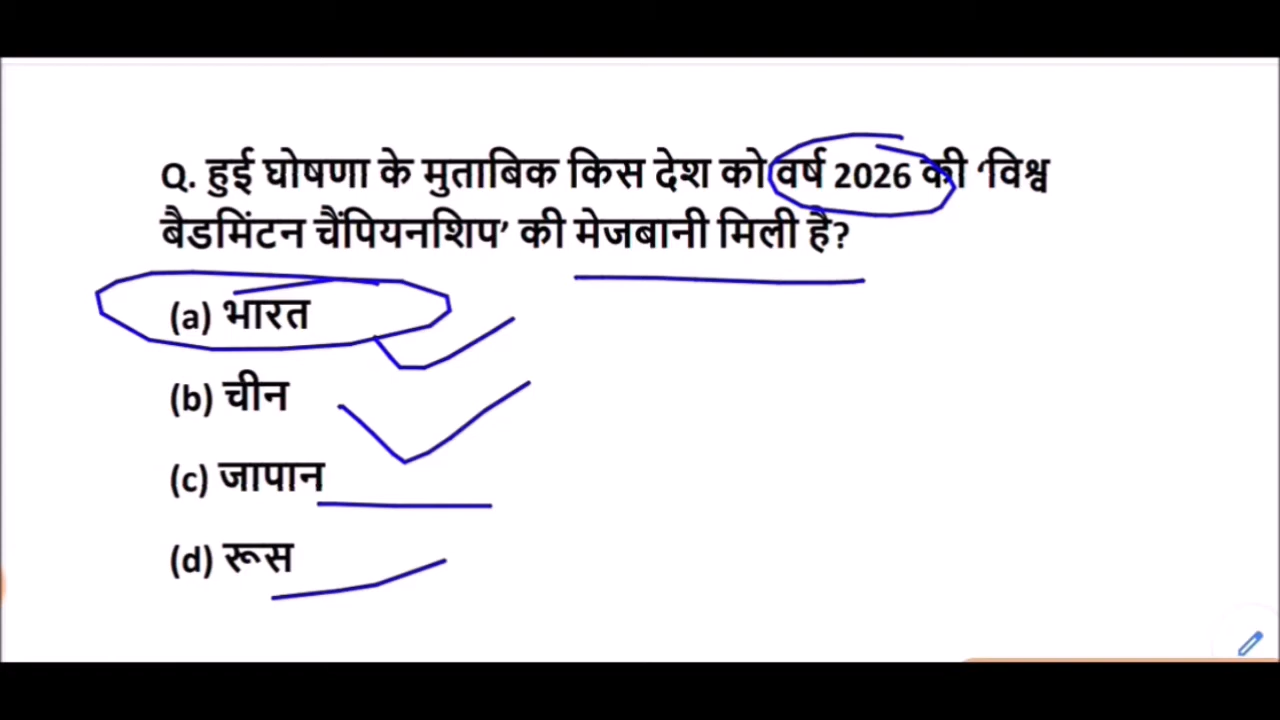 Q. हुई घोषणा के मुताबिक किस देश को वर्ष 2026 की ‘विश्व
बैडमिंटन चैंपियनशिप’ की मेजबानी मिली है?
(a) भारत
(b) चीन
(c) जापान
(d) रूस